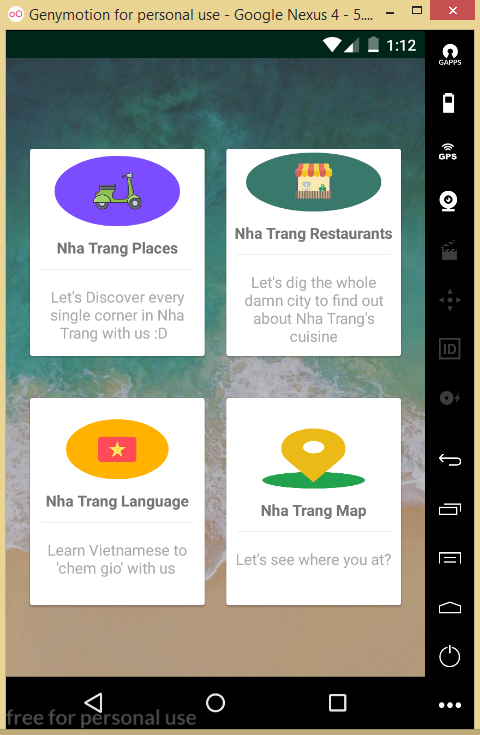 Genymotion for personal use - Google Nexus 4 - 5....
1:12
GAPPS
GPS
ID
Nha Trang Places
Let's Discover every
single corner in Nha
Trang with us :D
Nha Trang Restaurants
Let's dig the whole
damn city to find out
about Nha Trang's
cuisine
Nha Trang Language
Learn Vietnamese to
'chem gio' with us
Nha Trang Map
Let's see where you at?
free for personal use